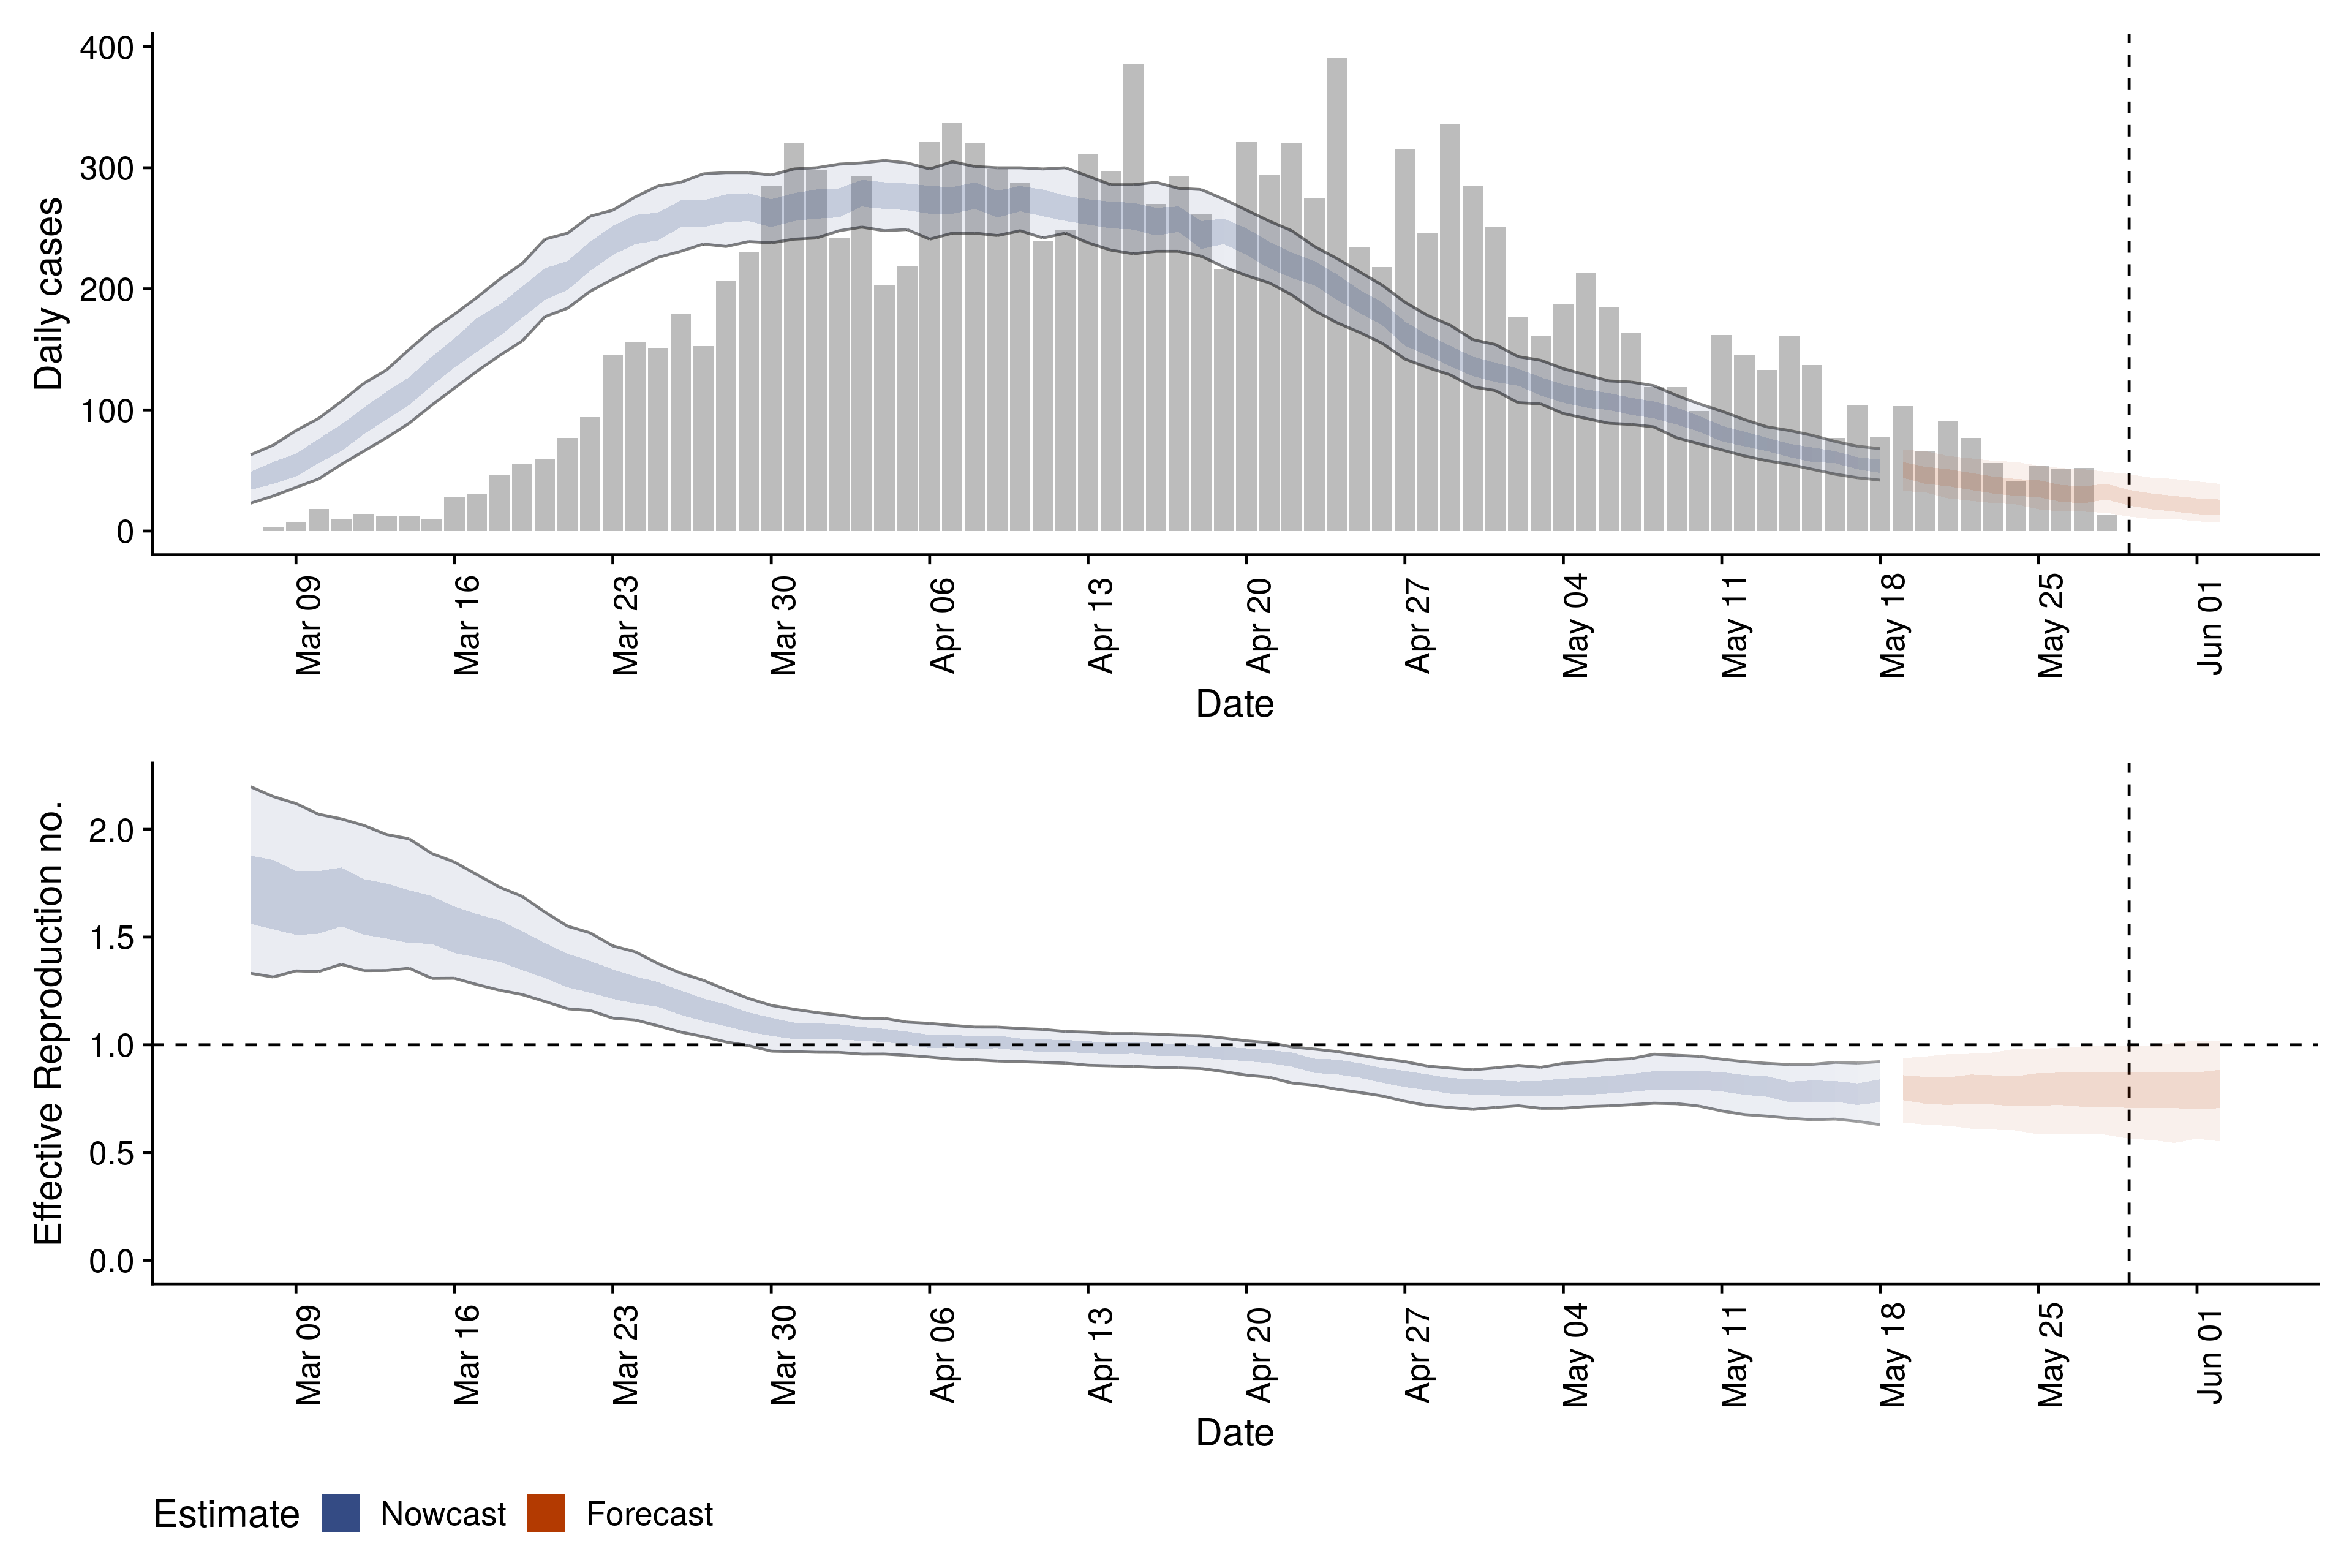 Daily cases
400
300
200
100
0
Mar 09
Mar 16
Mar 23
Mar 30
Apr 06
Apr 13
Apr 20
Apr 27
May 04
May 11
May 18
May 25
Jun 01
Date
Effective Reproduction no.
2.0
1.5
1.0
0.5
0.0
Mar 09
Mar 16
Mar 23
Mar 30
Apr 06
Apr 13
Apr 20
Apr 27
May 04
May 11
May 18
May 25
Jun 01
Date
Estimate Nowcast Forecast